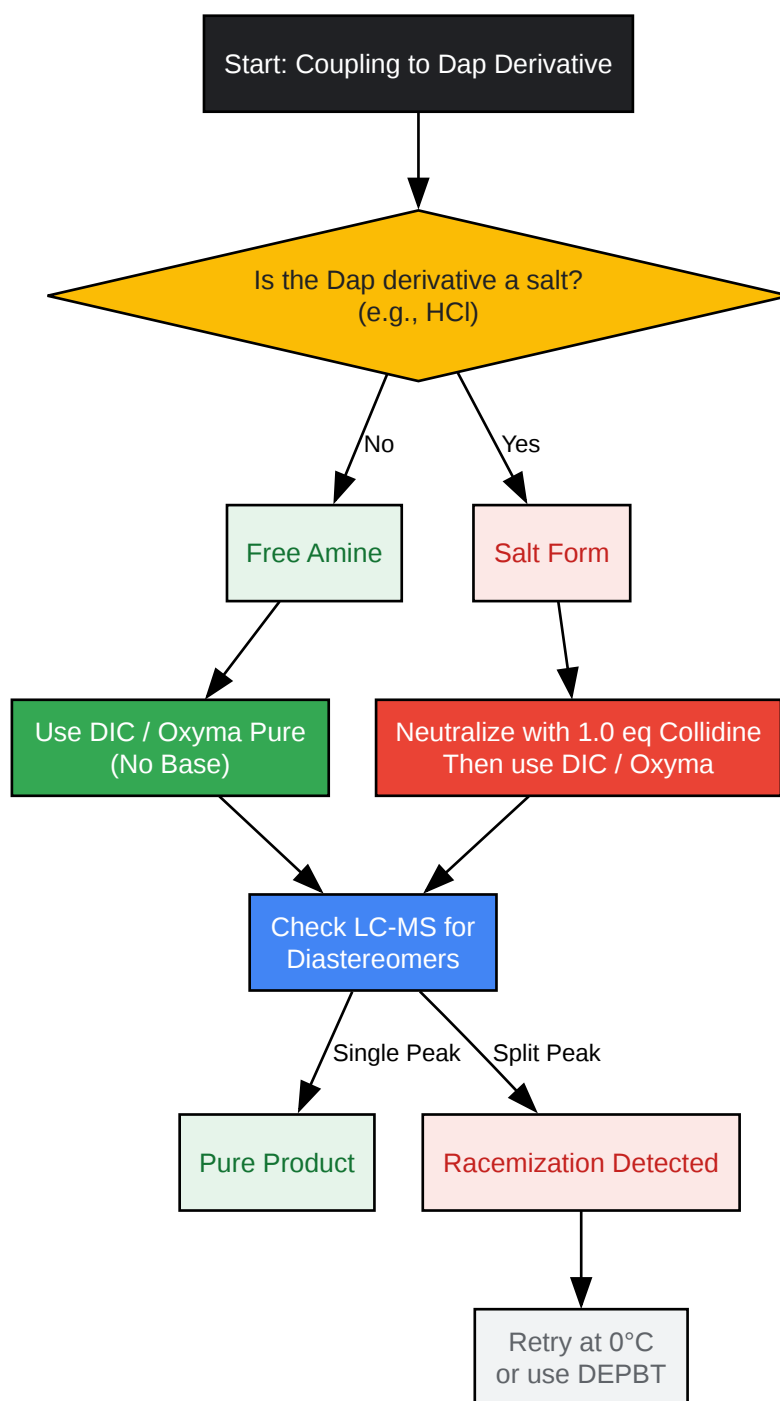 Start: Coupling to Dap Derivative
Is the Dap derivative a salt?
(e.g., HCl)
No
Yes
Free Amine
Salt Form
Use DIC / Oxyma Pure
(No Base)
Neutralize with 1.0 eq Collidine
Then use DIC / Oxyma
Check LC-MS for
Diastereomers
Single Peak
Split Peak
Pure Product
Racemization Detected
Retry at 0°C
or use DEPBT